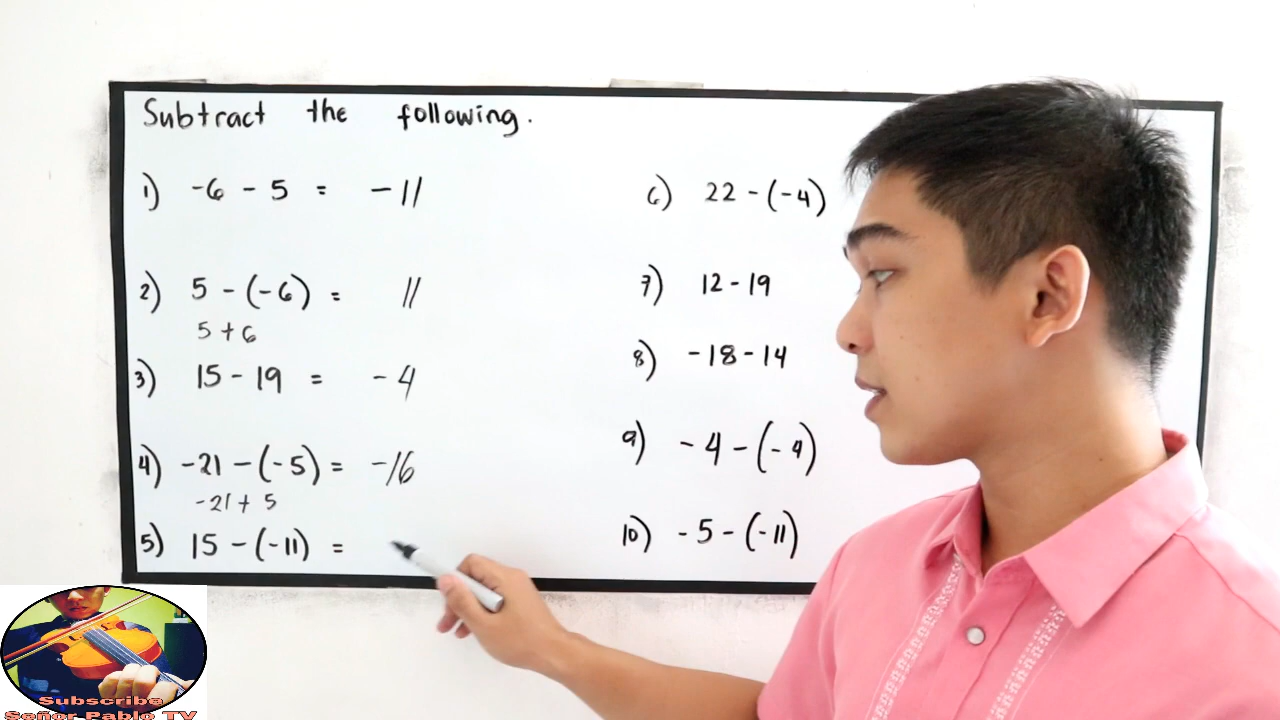 Subtract the following.
1) -6 - 5 = -11
2) 5 - (-6) = 11
5 + 6
3) 15 - 19 = -4
4) -21 - (-5) = -16
-21 + 5
5) 15 - (-11) =
6) 22 - (-4)
7) 12 - 19
8) -18 - 14
9) -4 - (-9)
10) -5 - (-11)
Subscribe
Señor Pablo TV